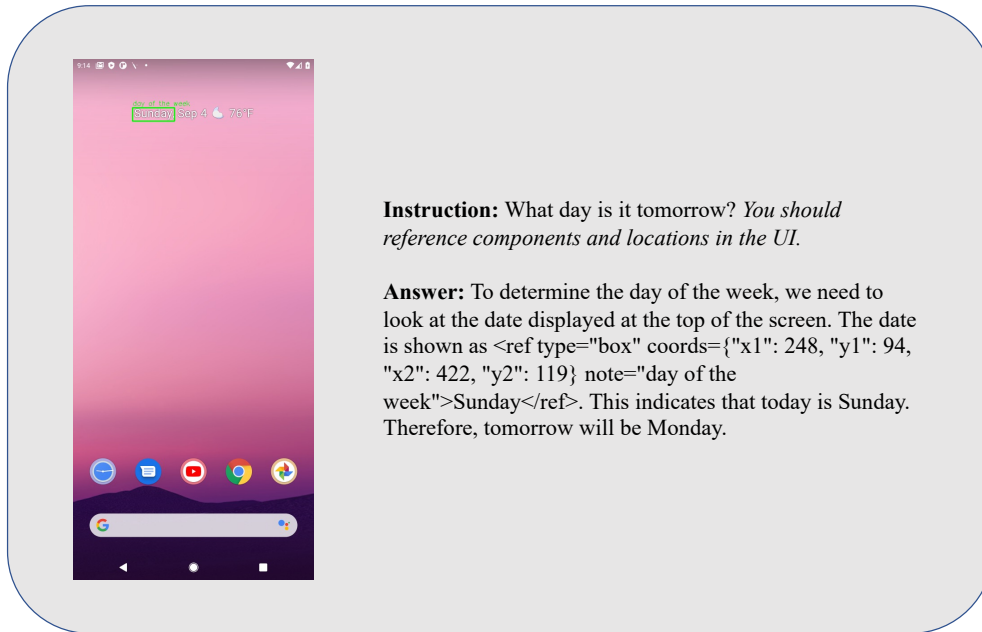 9:14
day of the week
Sunday, Sep 4 76°F
Instruction: What day is it tomorrow? You should
reference components and locations in the UI.
Answer: To determine the day of the week, we need to
look at the date displayed at the top of the screen. The date
is shown as <ref type="box" coords={"x1": 248, "y1": 94,
"x2": 422, "y2": 119} note="day of the
week">Sunday</ref>. This indicates that today is Sunday.
Therefore, tomorrow will be Monday.
G